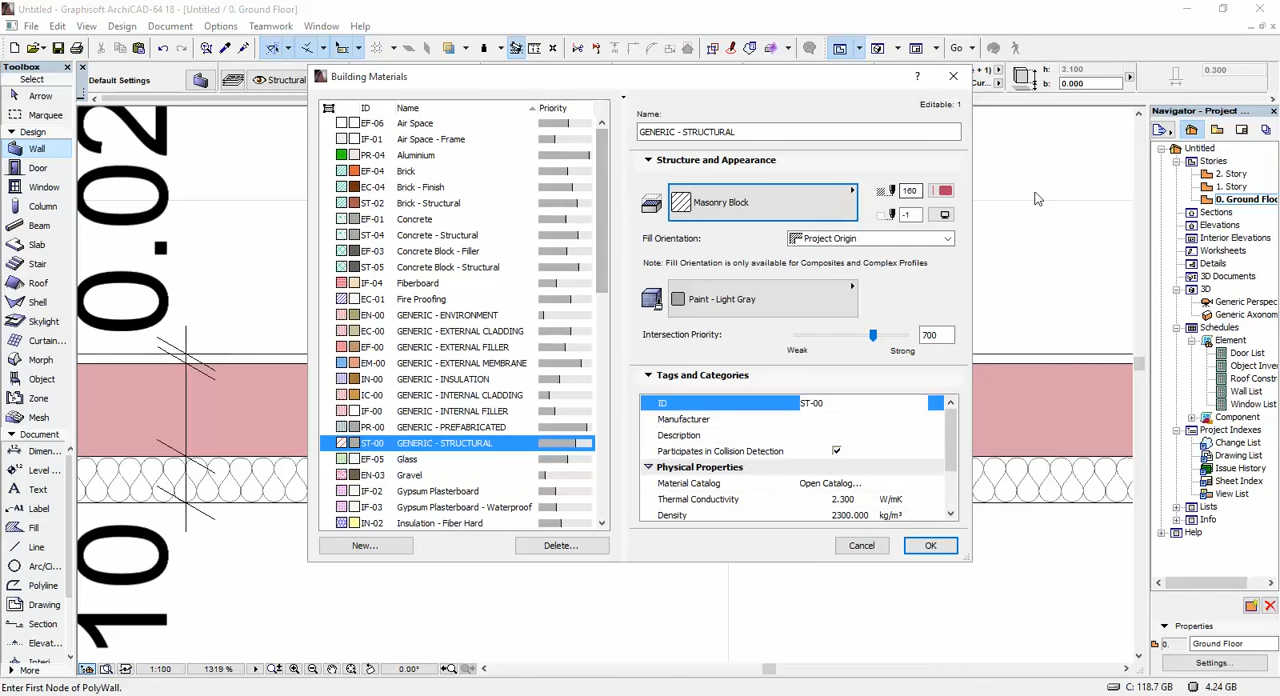 Untitled - Graphisoft ArchiCAD-64 18 - [Untitled / 0. Ground Floor]
File Edit View Design Document Options Teamwork Window Help
Go
Toolbox
Select
Arrow
Marquee
Design
Wall
Door
Window
Column
Beam
Slab
Stair
Roof
Shell
Skylight
Curtain...
Morph
Object
Zone
Mesh
Document
Dimen...
Level ...
Text
Label
Fill
Line
Arc/Ci...
Polyline
Drawing
Section
Elevat...
More
Default Settings
Structural
+ 1)
Cur...
h: 3.100
b: 0.000
0.300
0.02
10
Building Materials
ID Name Priority
EF-06 Air Space
IF-01 Air Space - Frame
PR-04 Aluminium
EF-04 Brick
EC-04 Brick - Finish
ST-02 Brick - Structural
EF-01 Concrete
ST-04 Concrete - Structural
EF-03 Concrete Block - Filler
ST-05 Concrete Block - Structural
IF-04 Fiberboard
EC-01 Fire Proofing
EN-00 GENERIC - ENVIRONMENT
EC-00 GENERIC - EXTERNAL CLADDING
EF-00 GENERIC - EXTERNAL FILLER
EM-00 GENERIC - EXTERNAL MEMBRANE
IN-00 GENERIC - INSULATION
IC-00 GENERIC - INTERNAL CLADDING
IF-00 GENERIC - INTERNAL FILLER
PR-00 GENERIC - PREFABRICATED
ST-00 GENERIC - STRUCTURAL
EF-05 Glass
EN-03 Gravel
IF-02 Gypsum Plasterboard
IF-03 Gypsum Plasterboard - Waterproof
IN-02 Insulation - Fiber Hard
New...
Delete...
Editable: 1
Name:
GENERIC - STRUCTURAL
Structure and Appearance
Masonry Block
160
-1
Fill Orientation: Project Origin
Note: Fill Orientation is only available for Composites and Complex Profiles
Paint - Light Gray
Intersection Priority: 700
Weak Strong
Tags and Categories
ID ST-00
Manufacturer
Description
Participates in Collision Detection
Physical Properties
Material Catalog Open Catalog...
Thermal Conductivity 2.300 W/mK
Density 2300.000 kg/m³
Cancel
OK
Navigator - Project ...
Untitled
Stories
2. Story
1. Story
0. Ground Floo
Sections
Elevations
Interior Elevations
Worksheets
Details
3D Documents
3D
Generic Perspec
Generic Axonom
Schedules
Element
Door List
Object Inve
Roof Constr
Wall List
Window List
Component
Project Indexes
Change List
Drawing List
Issue History
Sheet Index
View List
Lists
Info
Help
Properties
0. Ground Floor
Settings...
1:100
1319 %
0.00°
Enter First Node of PolyWall.
C: 118.7 GB
4.24 GB